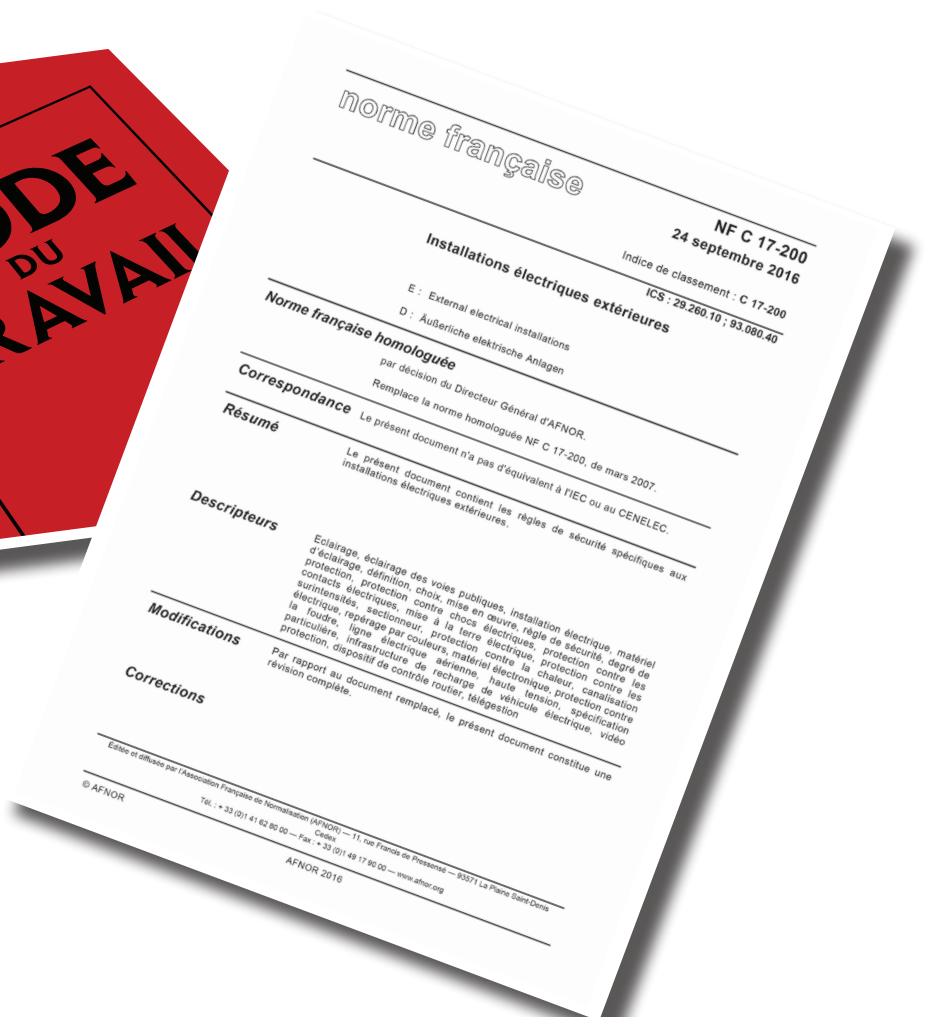 ODE
DU
RAVAIL
norme française
NF C 17-200
24 septembre 2016
Indice de classement : C 17-200
ICS : 29.260.10 ; 93.080.40
Installations électriques extérieures
E : External electrical installations
D : Äußerliche elektrische Anlagen
Norme française homologuée
par décision du Directeur Général d'AFNOR.
Remplace la norme homologuée NF C 17-200, de mars 2007.
Correspondance
Le présent document n'a pas d'équivalent à l'IEC ou au CENELEC.
Résumé
Le présent document contient les règles de sécurité spécifiques aux
installations électriques extérieures.
Descripteurs
Eclairage, éclairage des voies publiques, installation électrique, matériel
d'éclairage, définition, choix, mise en œuvre, règle de sécurité, degré de
protection, protection contre chocs électriques, protection contre les
contacts électriques, mise à la terre électrique, protection contre les
surintensités, sectionneur, protection contre la chaleur, canalisation
électrique, repérage par couleurs, matériel électronique, protection contre
la foudre, ligne électrique aérienne, haute tension, spécification
particulière, infrastructure de recharge de véhicule électrique, vidéo
protection, dispositif de contrôle routier, télégestion
Modifications
Par rapport au document remplacé, le présent document constitue une
révision complète.
Corrections
Éditée et diffusée par l'Association Française de Normalisation (AFNOR) — 11, rue Francis de Pressensé — 93571 La Plaine Saint-Denis
Cedex
Tél. : + 33 (0)1 41 62 80 00 — Fax : + 33 (0)1 49 17 90 00 — www.afnor.org
© AFNOR
AFNOR 2016